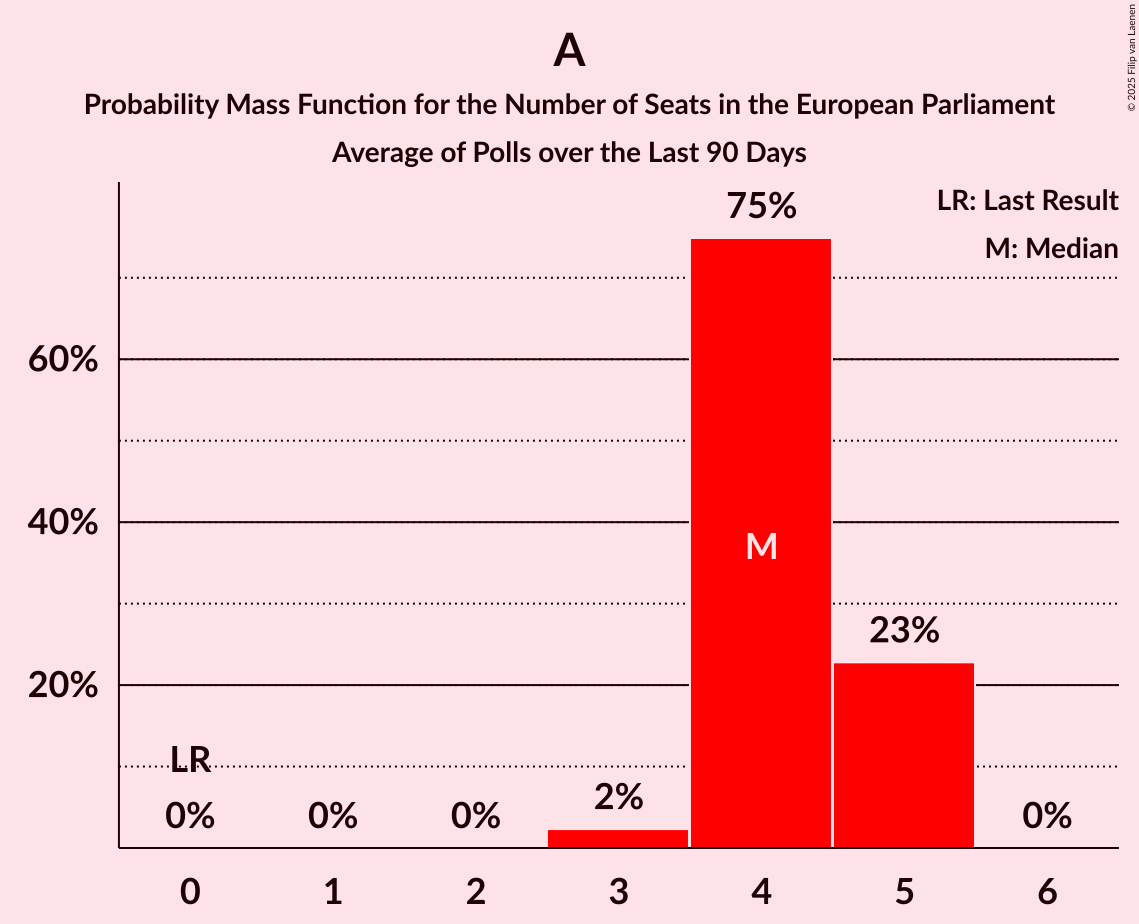 A
Probability Mass Function for the Number of Seats in the European Parliament
Average of Polls over the Last 90 Days
© 2025 Filip van Laenen
LR: Last Result
M: Median
75%
60%
40%
20%
M
23%
LR
2%
0%
0%
0%
0%
0 1 2 3 4 5 6